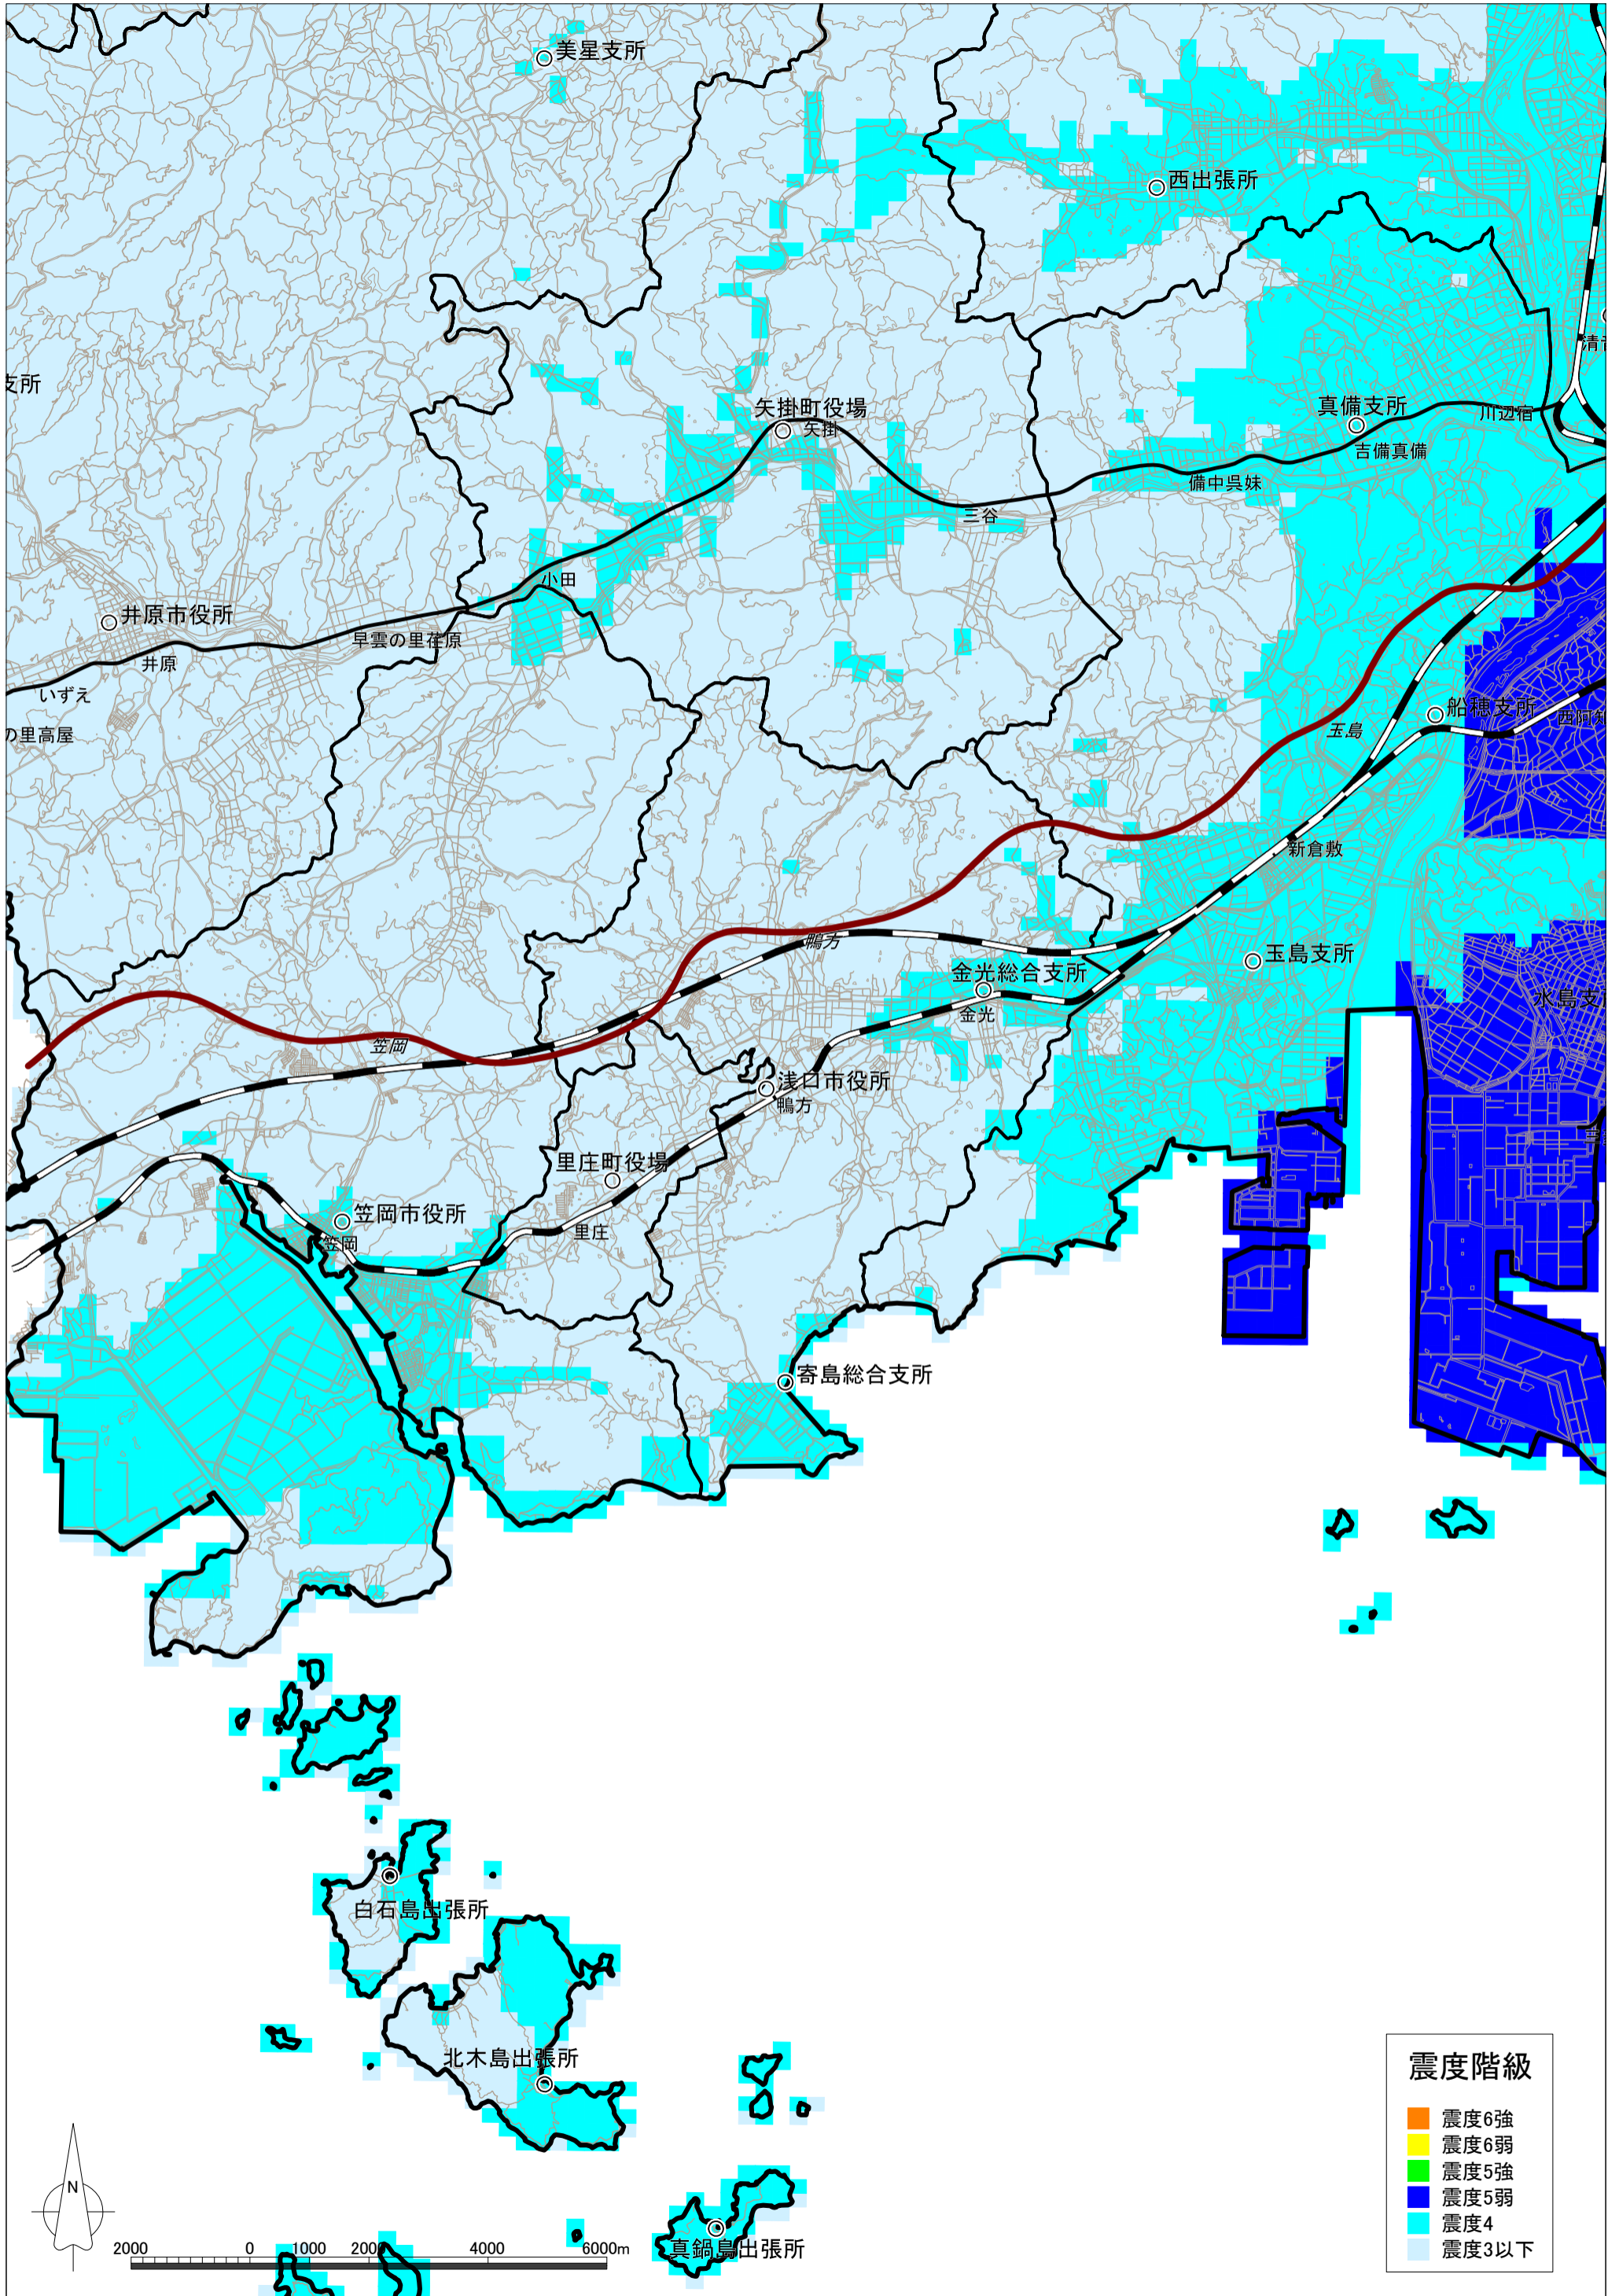 美星支所
西出張所
清音
支所
矢掛町役場
矢掛
真備支所
川辺宿
吉備真備
備中呉妹
三谷
小田
井原市役所
早雲の里荏原
井原
いずえ
の里高屋
船穂支所
西阿知
玉島
新倉敷
鴨方
玉島支所
金光総合支所
金光
水島支
笠岡
浅口市役所
鴨方
里庄町役場
笠岡市役所
笠岡
里庄
寄島総合支所
白石島出張所
北木島出張所
真鍋島出張所
N
2000 0 1000 2000 4000 6000m
震度階級
震度6強
震度6弱
震度5強
震度5弱
震度4
震度3以下